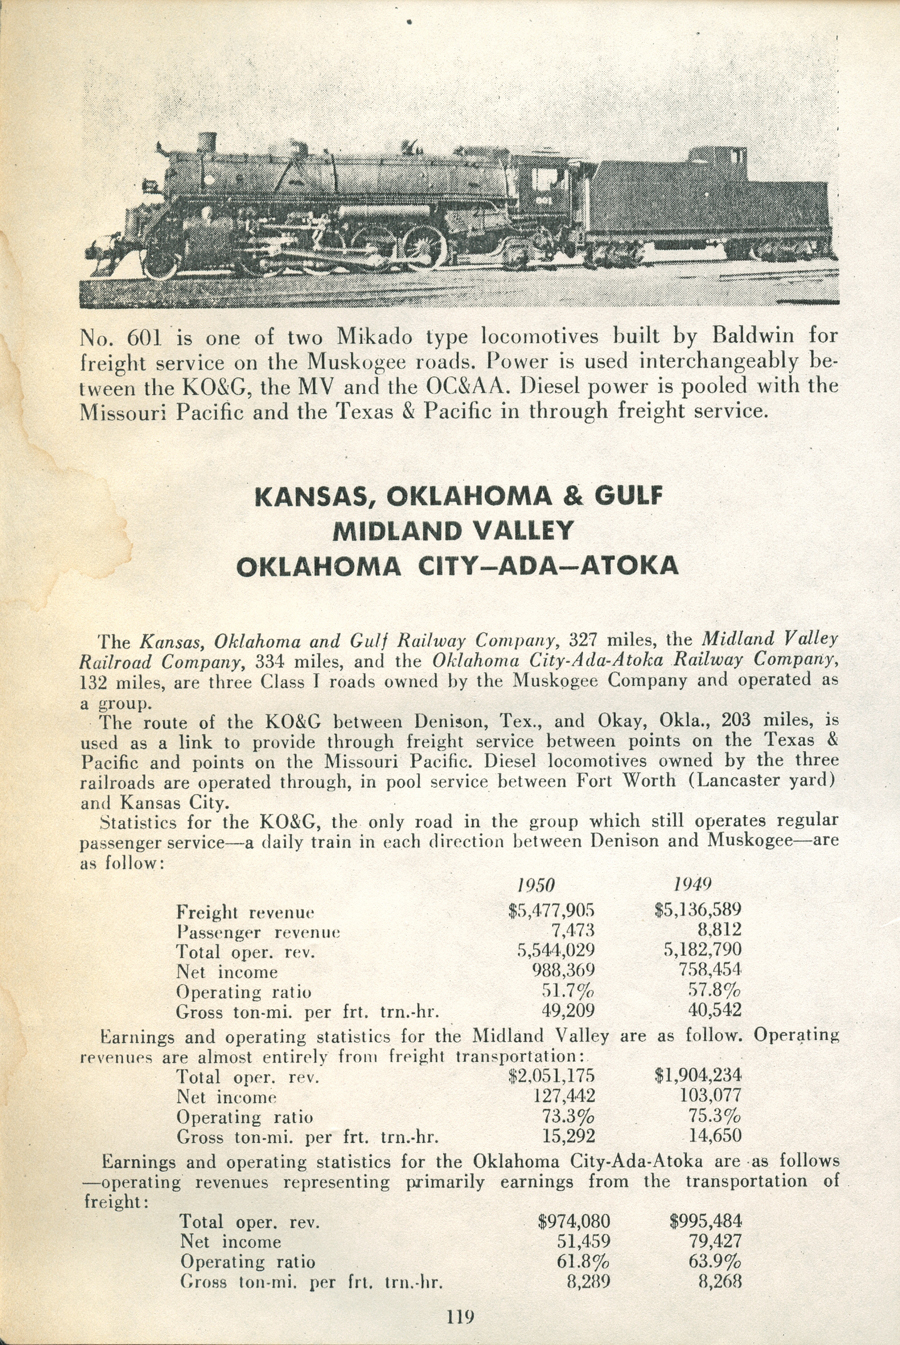 601
No. 601 is one of two Mikado type locomotives built by Baldwin for
freight service on the Muskogee roads. Power is used interchangeably be-
tween the KO&G, the MV and the OC&AA. Diesel power is pooled with the
Missouri Pacific and the Texas & Pacific in through freight service.
KANSAS, OKLAHOMA & GULF
MIDLAND VALLEY
OKLAHOMA CITY—ADA—ATOKA
The Kansas, Oklahoma and Gulf Railway Company, 327 miles, the Midland Valley
Railroad Company, 334 miles, and the Oklahoma City-Ada-Atoka Railway Company,
132 miles, are three Class I roads owned by the Muskogee Company and operated as
a group.
The route of the KO&G between Denison, Tex., and Okay, Okla., 203 miles, is
used as a link to provide through freight service between points on the Texas &
Pacific and points on the Missouri Pacific. Diesel locomotives owned by the three
railroads are operated through, in pool service between Fort Worth (Lancaster yard)
and Kansas City.
Statistics for the KO&G, the only road in the group which still operates regular
passenger service—a daily train in each direction between Denison and Muskogee—are
as follow:
1950 1949
Freight revenue $5,477,905 $5,136,589
Passenger revenue 7,473 8,812
Total oper. rev. 5,544,029 5,182,790
Net income 988,369 758,454
Operating ratio 51.7% 57.8%
Gross ton-mi. per frt. trn.-hr. 49,209 40,542
Earnings and operating statistics for the Midland Valley are as follow. Operating
revenues are almost entirely from freight transportation:
Total oper. rev. $2,051,175 $1,904,234
Net income 127,442 103,077
Operating ratio 73.3% 75.3%
Gross ton-mi. per frt. trn.-hr. 15,292 14,650
Earnings and operating statistics for the Oklahoma City-Ada-Atoka are as follows
—operating revenues representing primarily earnings from the transportation of
freight:
Total oper. rev. $974,080 $995,484
Net income 51,459 79,427
Operating ratio 61.8% 63.9%
Gross ton-mi. per frt. trn.-hr. 8,289 8,268
119